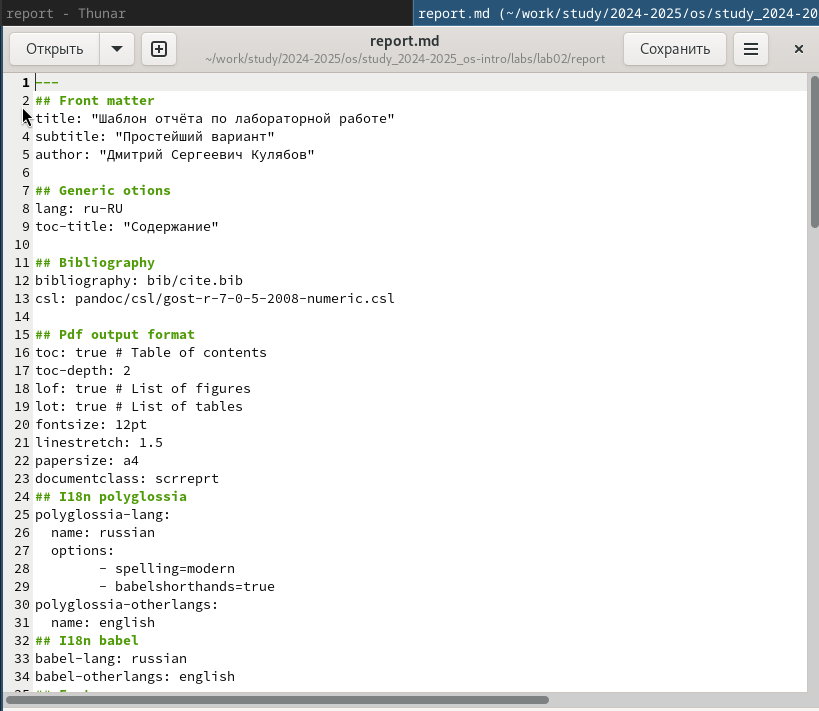 report - Thunar
report.md (~/work/study/2024-2025/os/study_2024-20
Открыть
report.md
~/work/study/2024-2025/os/study_2024-2025_os-intro/labs/lab02/report
Сохранить
1 ---
2 ## Front matter
title: "Шаблон отчёта по лабораторной работе"
4 subtitle: "Простейший вариант"
5 author: "Дмитрий Сергеевич Кулябов"
6
7 ## Generic otions
8 lang: ru-RU
9 toc-title: "Содержание"
10
11 ## Bibliography
12 bibliography: bib/cite.bib
13 csl: pandoc/csl/gost-r-7-0-5-2008-numeric.csl
14
15 ## Pdf output format
16 toc: true # Table of contents
17 toc-depth: 2
18 lof: true # List of figures
19 lot: true # List of tables
20 fontsize: 12pt
21 linestretch: 1.5
22 papersize: a4
23 documentclass: scrreprt
24 ## I18n polyglossia
25 polyglossia-lang:
26   name: russian
27   options:
28         - spelling=modern
29         - babelshorthands=true
30 polyglossia-otherlangs:
31   name: english
32 ## I18n babel
33 babel-lang: russian
34 babel-otherlangs: english